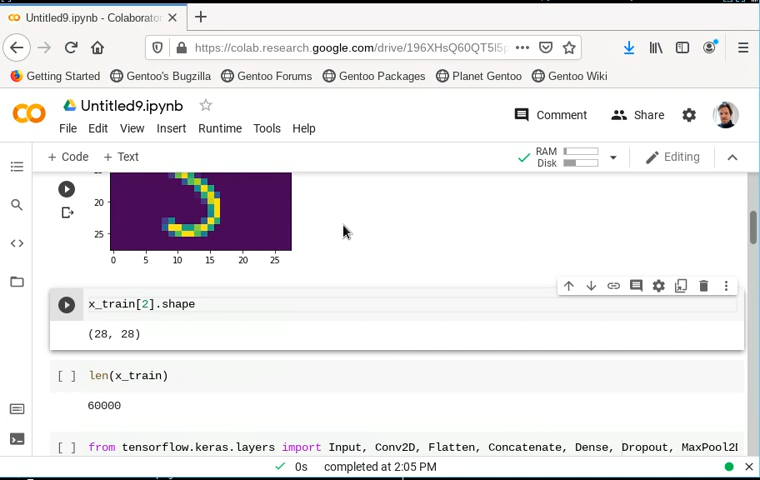 Untitled9.ipynb - Colaborator
https://colab.research.google.com/drive/196XHsQ60QT5l5p
Getting Started Gentoo's Bugzilla Gentoo Forums Gentoo Packages Planet Gentoo Gentoo Wiki
Untitled9.ipynb
Comment Share
File Edit View Insert Runtime Tools Help
+ Code + Text RAM Disk Editing
20
25
0 5 10 15 20 25
x_train[2].shape
(28, 28)
[ ] len(x_train)
60000
[ ] from tensorflow.keras.layers import Input, Conv2D, Flatten, Concatenate, Dense, Dropout, MaxPool2D
0s completed at 2:05 PM